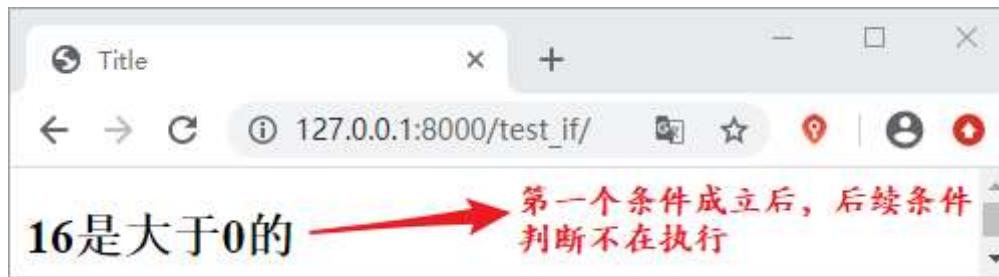 Title
127.0.0.1:8000/test_if/
16是大于0的
第一个条件成立后，后续条件
判断不在执行